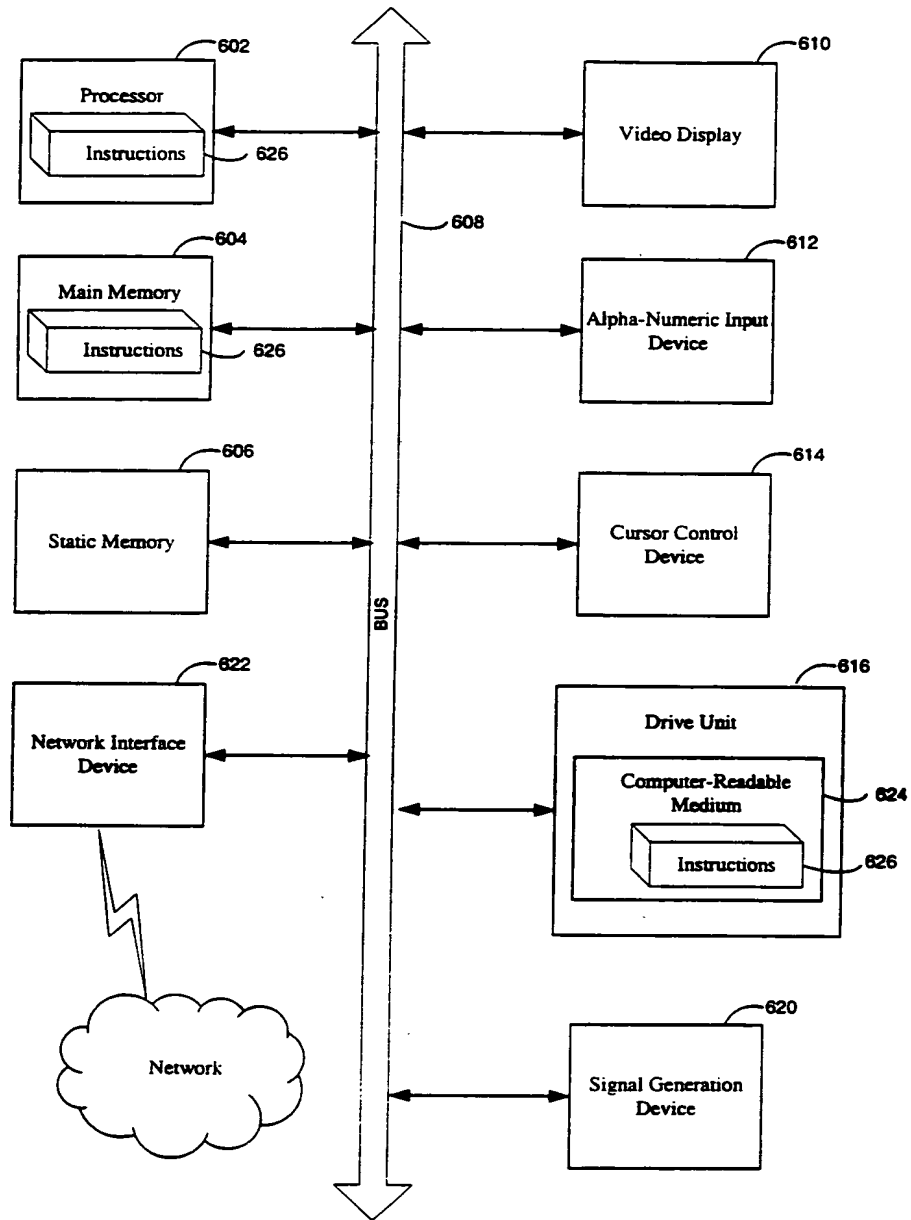 602
Processor
Instructions
626
604
Main Memory
Instructions
626
606
Static Memory
622
Network Interface
Device
Network
608
BUS
610
Video Display
612
Alpha-Numeric Input
Device
614
Cursor Control
Device
616
Drive Unit
Computer-Readable
Medium
624
Instructions
626
620
Signal Generation
Device